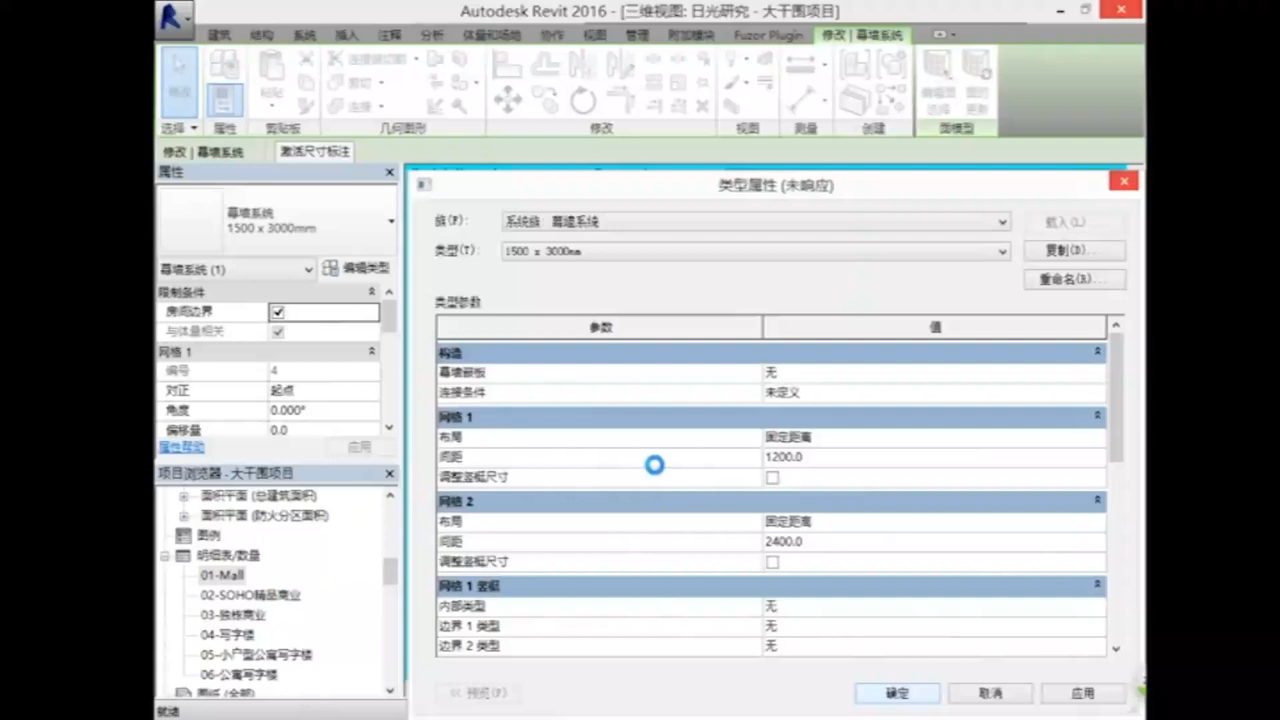 Autodesk Revit 2016 - [三维视图: 日光研究 - 大干围项目]
建筑 结构 系统 插入 注释 分析 体量和场地 协作 视图 管理 附加模块 Fuzor Plugin 修改 | 幕墙系统
修改 粘贴 连接端切割 剪切 连接
选择 属性 剪贴板 几何图形 修改 视图 测量 创建 面模型
修改 | 幕墙系统 激活尺寸标注
属性
幕墙系统
1500 x 3000mm
幕墙系统 (1) 编辑类型
限制条件
房间边界
与体量相关
网格 1
编号 4
对正 起点
角度 0.000°
偏移量 0.0
属性帮助 应用
项目浏览器 - 大干围项目
面积平面 (总建筑面积)
面积平面 (防火分区面积)
图例
明细表/数量
01-Mall
02-SOHO精品商业
03-独栋商业
04-写字楼
05-小户型公寓写字楼
06-公寓写字楼
图纸 (全部)
就绪
类型属性 (未响应)
族(F): 系统族: 幕墙系统 载入(L)
类型(T): 1500 x 3000mm 复制(D)...
重命名(R)...
类型参数
参数 值
构造
幕墙嵌板 无
连接条件 未定义
网格 1
布局 固定距离
间距 1200.0
调整竖梃尺寸
网格 2
布局 固定距离
间距 2400.0
调整竖梃尺寸
网格 1 竖梃
内部类型 无
边界 1 类型 无
边界 2 类型 无
<< 预览(P) 确定 取消 应用